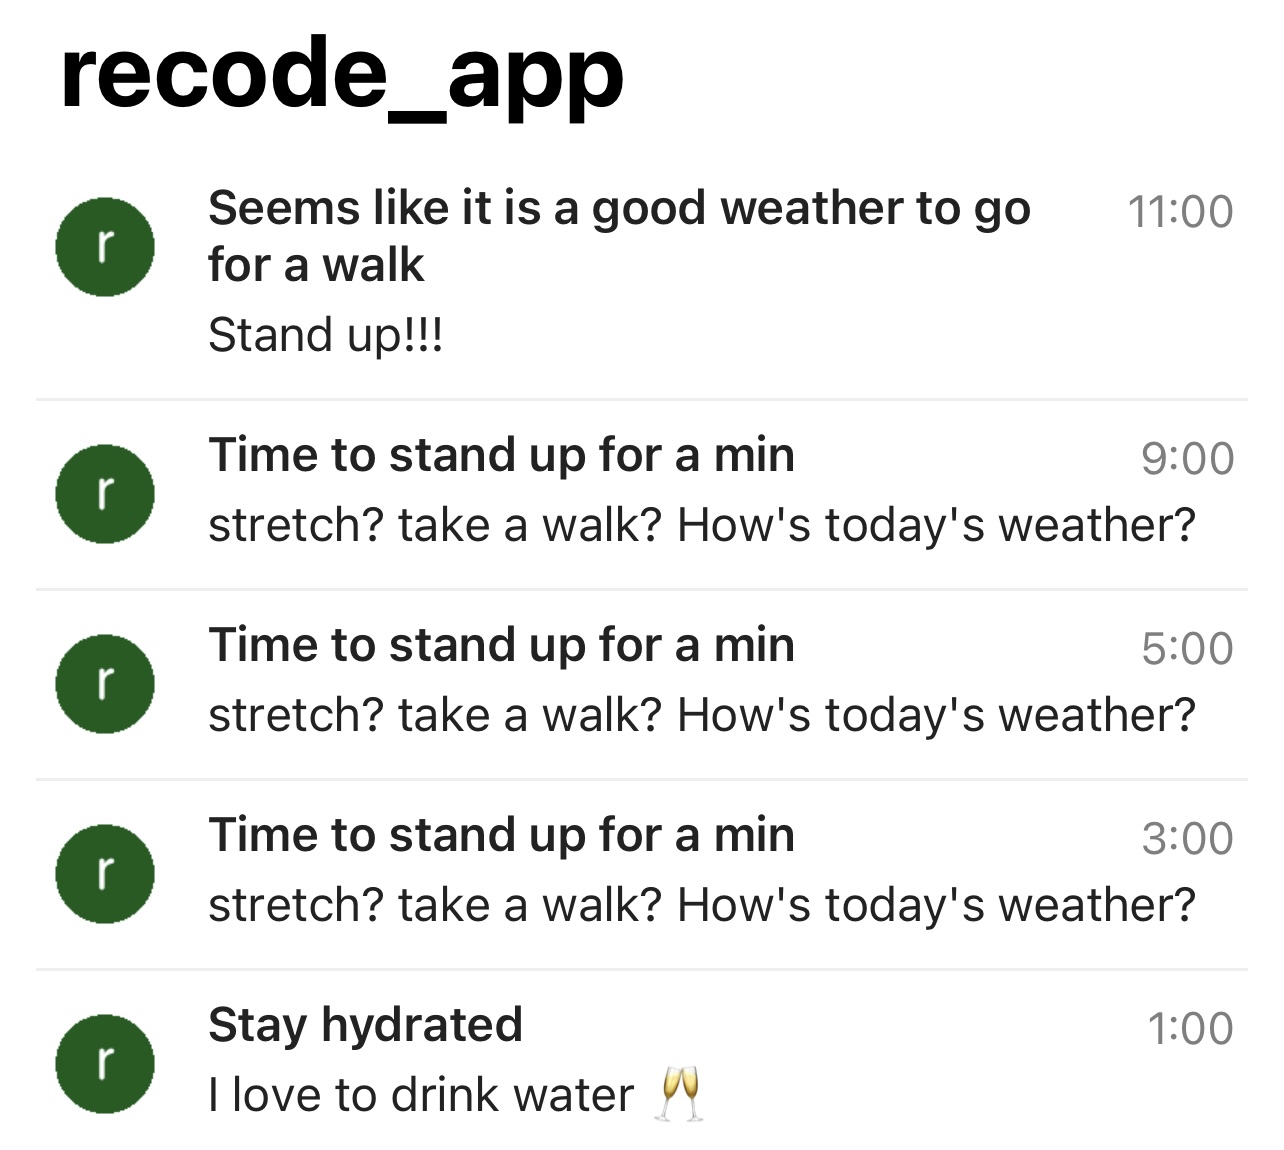 recode_app
r
Seems like it is a good weather to go
11:00
for a walk
Stand up!!!
r
Time to stand up for a min
9:00
stretch? take a walk? How's today's weather?
r
Time to stand up for a min
5:00
stretch? take a walk? How's today's weather?
r
Time to stand up for a min
3:00
stretch? take a walk? How's today's weather?
r
Stay hydrated
1:00
I love to drink water 🥂